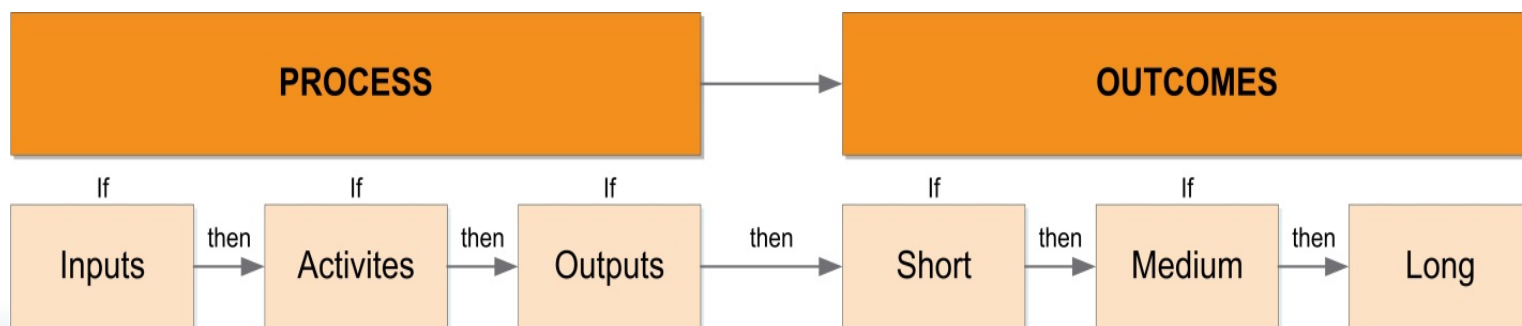 PROCESS
OUTCOMES
If
If
If
If
If
Inputs
then
Activites
then
Outputs
then
Short
then
Medium
then
Long